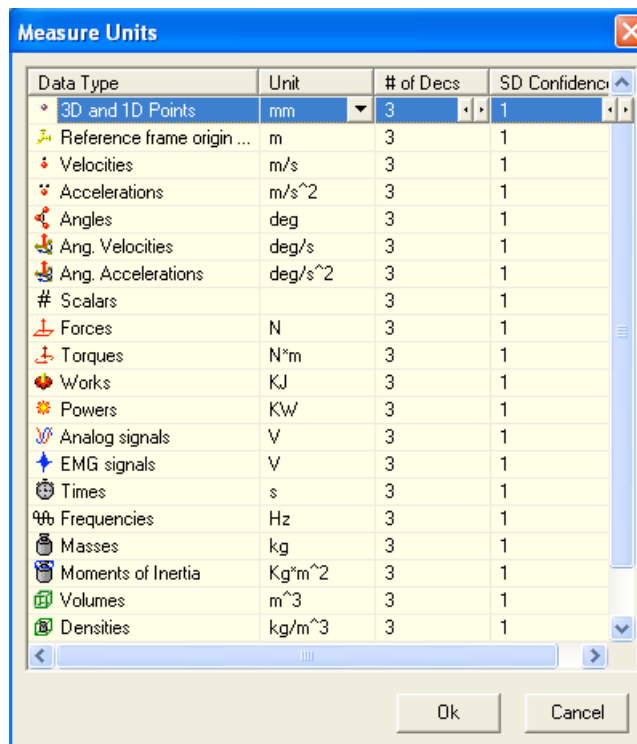 Measure Units
Data Type Unit # of Decs SD Confidenc
3D and 1D Points mm 3 1
Reference frame origin ... m 3 1
Velocities m/s 3 1
Accelerations m/s^2 3 1
Angles deg 3 1
Ang. Velocities deg/s 3 1
Ang. Accelerations deg/s^2 3 1
# Scalars 3 1
Forces N 3 1
Torques N*m 3 1
Works KJ 3 1
Powers KW 3 1
Analog signals V 3 1
EMG signals V 3 1
Times s 3 1
Frequencies Hz 3 1
Masses kg 3 1
Moments of Inertia Kg*m^2 3 1
Volumes m^3 3 1
Densities kg/m^3 3 1
Ok Cancel